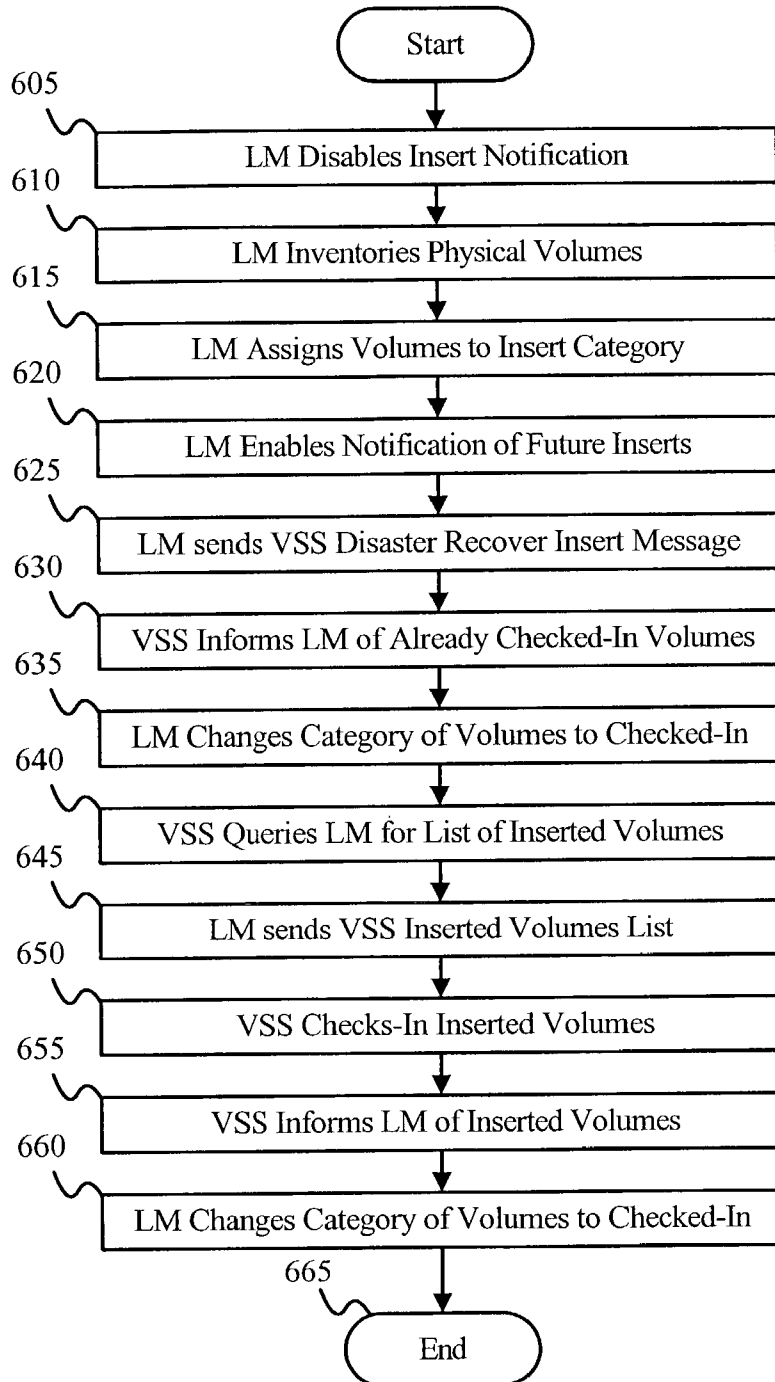 Start
605
LM Disables Insert Notification
610
LM Inventories Physical Volumes
615
LM Assigns Volumes to Insert Category
620
LM Enables Notification of Future Inserts
625
LM sends VSS Disaster Recover Insert Message
630
VSS Informs LM of Already Checked-In Volumes
635
LM Changes Category of Volumes to Checked-In
640
VSS Queries LM for List of Inserted Volumes
645
LM sends VSS Inserted Volumes List
650
VSS Checks-In Inserted Volumes
655
VSS Informs LM of Inserted Volumes
660
LM Changes Category of Volumes to Checked-In
665
End